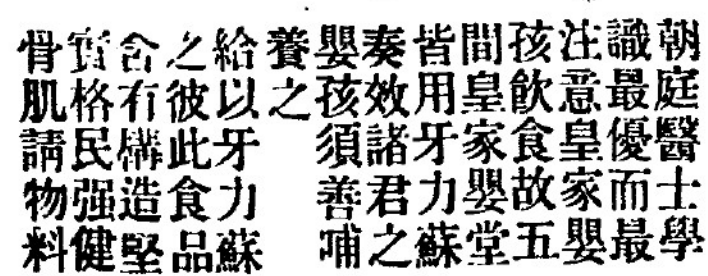 朝庭醫士學
識最優而最
注意皇家嬰
孩飲食故五
間皇家嬰堂
皆用牙力蘇
奏效諸君之
嬰孩須善哺
養之
給以牙力蘇
之彼此食品
含有構造堅
實格民强健
骨肌請物料